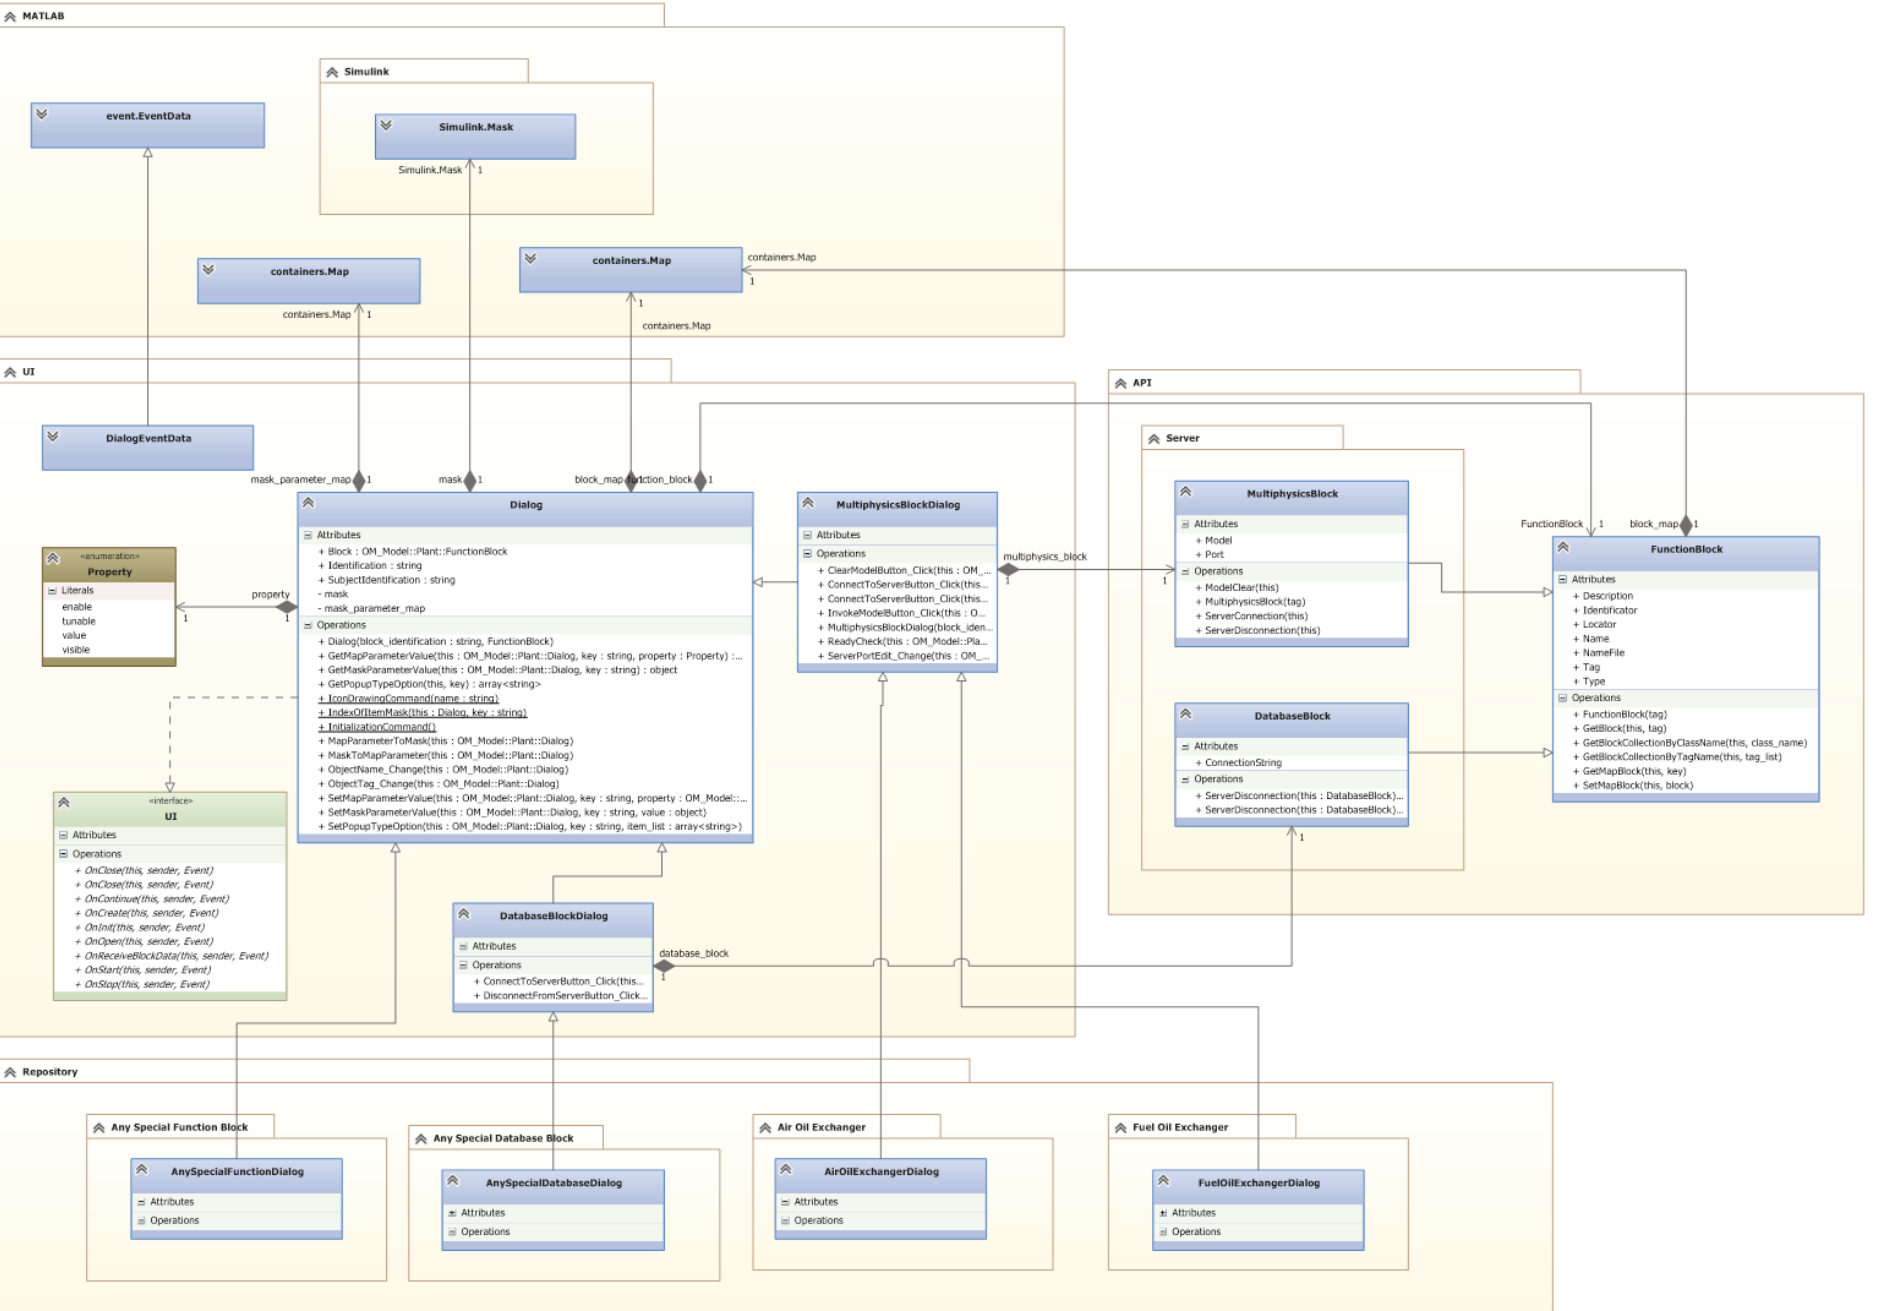 MATLAB
Simulink
event.EventData
Simulink.Mask
Simulink.Mask
1
containers.Map
containers.Map
1
containers.Map
containers.Map
1
1
containers.Map
UI
DialogEventData
mask_parameter_map
1
mask
1
block_map
function_block
1
Dialog
Attributes
+ Block : OM_Model::Plant::FunctionBlock
+ Identification : string
+ SubjectIdentification : string
- mask
- mask_parameter_map
Operations
+ Dialog(block_identification : string, FunctionBlock)
+ GetMapParameterValue(this : OM_Model::Plant::Dialog, key : string, property : Property) :...
+ GetMaskParameterValue(this : OM_Model::Plant::Dialog, key : string) : object
+ GetPopupTypeOption(this, key) : array<string>
+ IconDrawingCommand(name : string)
+ IndexOfItemMask(this : Dialog, key : string)
+ InitializationCommand()
+ MapParameterToMask(this : OM_Model::Plant::Dialog)
+ MaskToMapParameter(this : OM_Model::Plant::Dialog)
+ ObjectName_Change(this : OM_Model::Plant::Dialog)
+ ObjectTag_Change(this : OM_Model::Plant::Dialog)
+ SetMapParameterValue(this : OM_Model::Plant::Dialog, key : string, property : OM_Model::...
+ SetMaskParameterValue(this : OM_Model::Plant::Dialog, key : string, value : object)
+ SetPopupTypeOption(this : OM_Model::Plant::Dialog, key : string, item_list : array<string>)
«enumeration»
Property
Literals
enable
tunable
value
visible
property
1
1
«interface»
UI
Attributes
Operations
+ OnClose(this, sender, Event)
+ OnClose(this, sender, Event)
+ OnContinue(this, sender, Event)
+ OnCreate(this, sender, Event)
+ OnInit(this, sender, Event)
+ OnOpen(this, sender, Event)
+ OnReceiveBlockData(this, sender, Event)
+ OnStart(this, sender, Event)
+ OnStop(this, sender, Event)
MultiphysicsBlockDialog
Attributes
Operations
+ ClearModelButton_Click(this : OM_...
+ ConnectToServerButton_Click(this...
+ ConnectToServerButton_Click(this...
+ InvokeModelButton_Click(this : O...
+ MultiphysicsBlockDialog(block_iden...
+ ReadyCheck(this : OM_Model::Pla...
+ ServerPortEdit_Change(this : OM_...
multiphysics_block
1
1
DatabaseBlockDialog
Attributes
Operations
+ ConnectToServerButton_Click(this...
+ DisconnectFromServerButton_Click...
database_block
1
1
API
Server
MultiphysicsBlock
Attributes
+ Model
+ Port
Operations
+ ModelClear(this)
+ MultiphysicsBlock(tag)
+ ServerConnection(this)
+ ServerDisconnection(this)
DatabaseBlock
Attributes
+ ConnectionString
Operations
+ ServerDisconnection(this : DatabaseBlock)...
+ ServerDisconnection(this : DatabaseBlock)...
FunctionBlock
1
block_map
1
FunctionBlock
Attributes
+ Description
+ Identificator
+ Locator
+ Name
+ NameFile
+ Tag
+ Type
Operations
+ FunctionBlock(tag)
+ GetBlock(this, tag)
+ GetBlockCollectionByClassName(this, class_name)
+ GetBlockCollectionByTagName(this, tag_list)
+ GetMapBlock(this, key)
+ SetMapBlock(this, block)
Repository
Any Special Function Block
AnySpecialFunctionDialog
Attributes
Operations
Any Special Database Block
AnySpecialDatabaseDialog
Attributes
Operations
Air Oil Exchanger
AirOilExchangerDialog
Attributes
Operations
Fuel Oil Exchanger
FuelOilExchangerDialog
Attributes
Operations